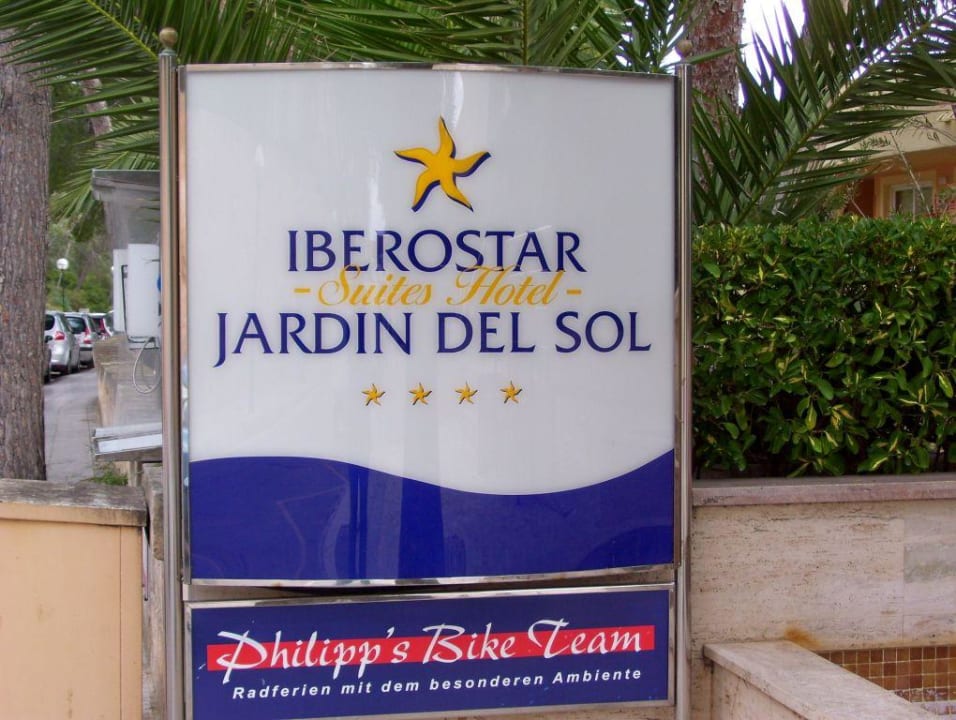 IBEROSTAR
- Suites Hotel -
JARDIN DEL SOL
Philipp's Bike Team
Radferien mit dem besonderen Ambiente